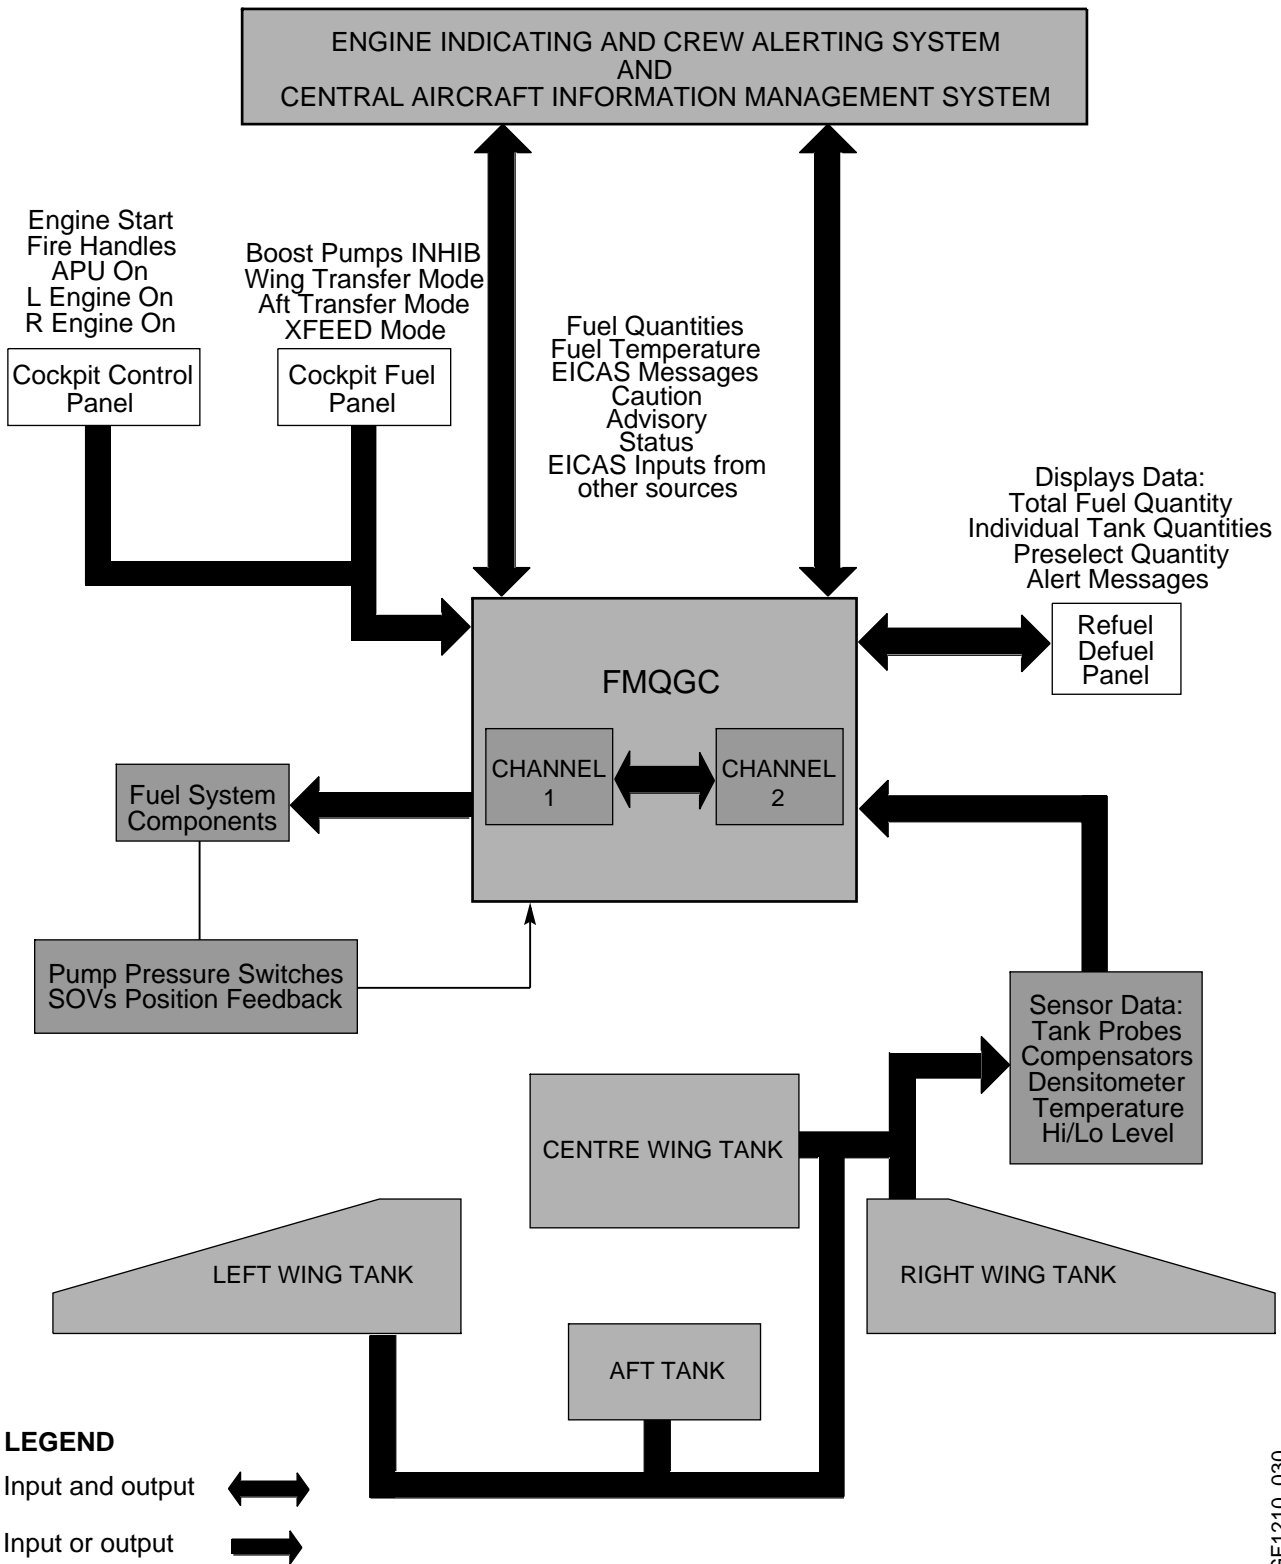 ENGINE INDICATING AND CREW ALERTING SYSTEM
AND
CENTRAL AIRCRAFT INFORMATION MANAGEMENT SYSTEM
Engine Start
Fire Handles
APU On
L Engine On
R Engine On
Cockpit Control
Panel
Boost Pumps INHIB
Wing Transfer Mode
Aft Transfer Mode
XFEED Mode
Cockpit Fuel
Panel
Fuel Quantities
Fuel Temperature
EICAS Messages
Caution
Advisory
Status
EICAS Inputs from
other sources
Displays Data:
Total Fuel Quantity
Individual Tank Quantities
Preselect Quantity
Alert Messages
Refuel
Defuel
Panel
FMQGC
CHANNEL
1
CHANNEL
2
Fuel System
Components
Pump Pressure Switches
SOVs Position Feedback
Sensor Data:
Tank Probes
Compensators
Densitometer
Temperature
Hi/Lo Level
CENTRE WING TANK
LEFT WING TANK
RIGHT WING TANK
AFT TANK
LEGEND
Input and output
Input or output